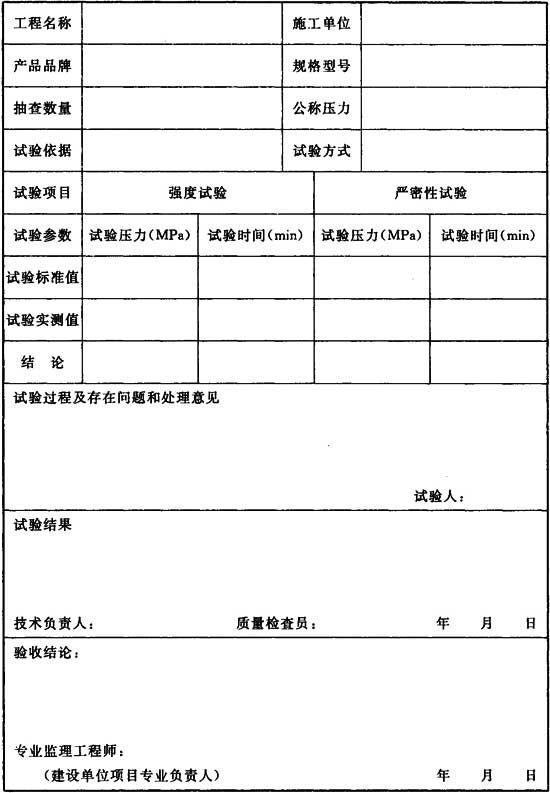 工程名称 施工单位
产品品牌 规格型号
抽查数量 公称压力
试验依据 试验方式
试验项目 强度试验 严密性试验
试验参数 试验压力(MPa) 试验时间(min) 试验压力(MPa) 试验时间(min)
试验标准值
试验实测值
结 论
试验过程及存在问题和处理意见
试验人：
试验结果
技术负责人： 质量检查员： 年 月 日
验收结论：
专业监理工程师：
（建设单位项目专业负责人） 年 月 日